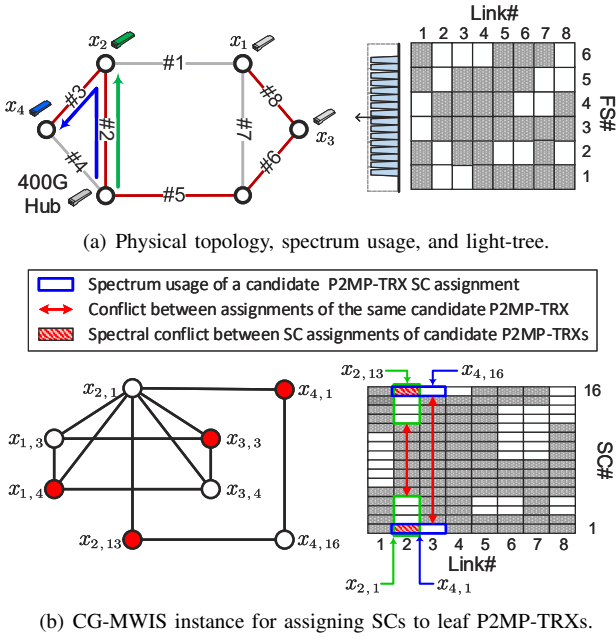 x2
x1
#1
Link#
1 2 3 4 5 6 7 8
x4
#3
#2
#8
x3
#7
#4
#9
400G
Hub
#5
6
5
4
3
2
1
FS#
(a) Physical topology, spectrum usage, and light-tree.
Spectrum usage of a candidate P2MP-TRX SC assignment
Conflict between assignments of the same candidate P2MP-TRX
Spectral conflict between SC assignments of candidate P2MP-TRXs
x2,13
x4,16
x2,1
x4,1
16
x1,3
x3,3
SC#
x1,4
x3,4
x2,13
x4,16
1
1 2 3 4 5 6 7 8
Link#
x2,1
x4,1
(b) CG-MWIS instance for assigning SCs to leaf P2MP-TRXs.